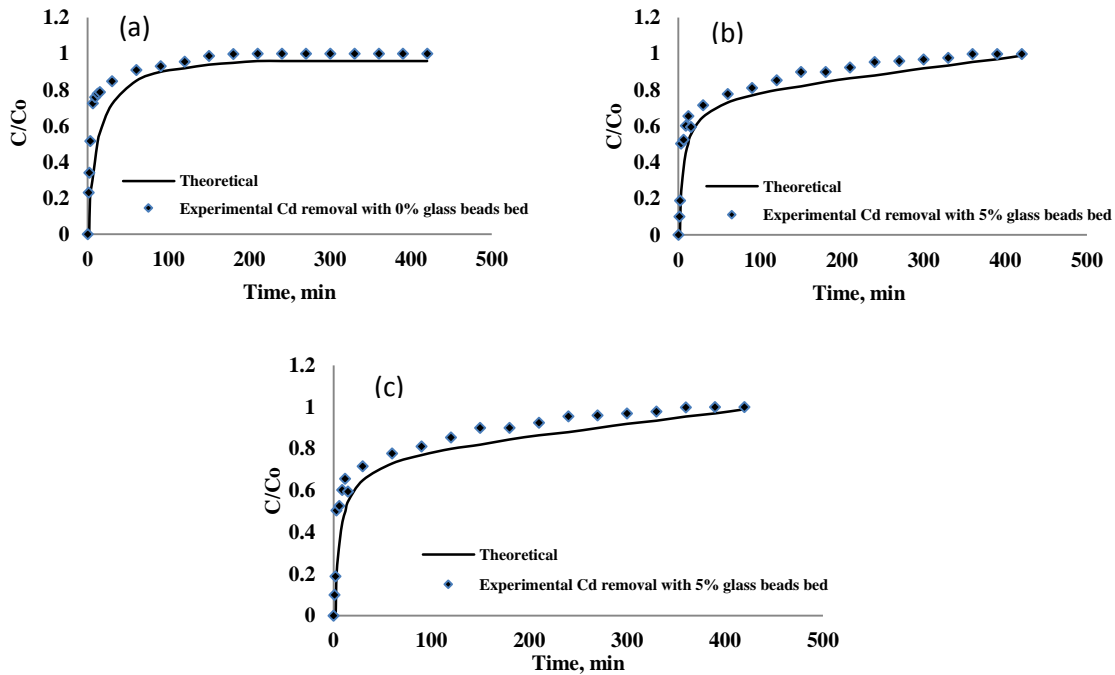 (a)
1.2
1
0.8
0.6
0.4
0.2
0
C/Co
Theoretical
Experimental Cd removal with 0% glass beads bed
0 100 200 300 400 500
Time, min
(b)
1.2
1
0.8
0.6
0.4
0.2
0
C/Co
Theoretical
Experimental Cd removal with 5% glass beads bed
0 100 200 300 400 500
Time, min
(c)
1.2
1
0.8
0.6
0.4
0.2
0
C/Co
Theoretical
Experimental Cd removal with 5% glass beads bed
0 100 200 300 400 500
Time, min